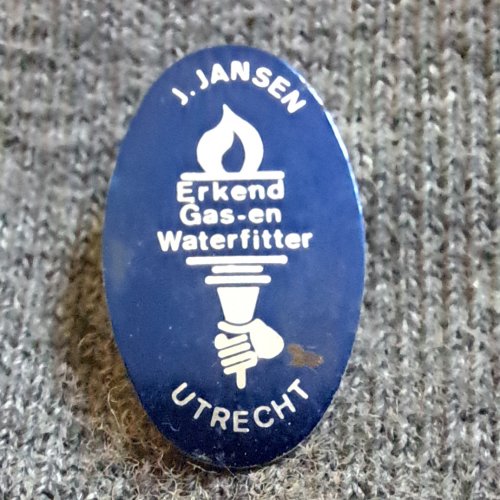 J. JANSEN
Erkend
Gas-en
Waterfitter
UTRECHT